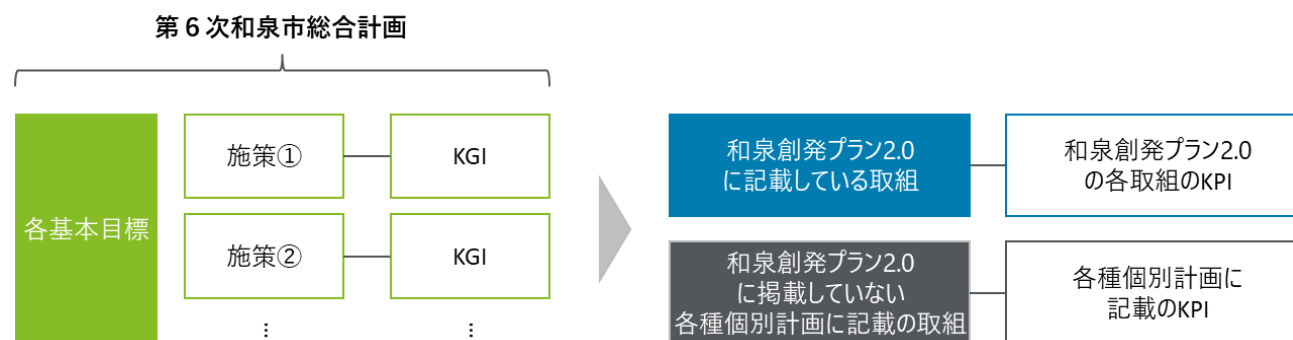 第6次和泉市総合計画
各基本目標
施策①
KGI
施策②
KGI
⋮
⋮
和泉創発プラン2.0
に記載している取組
和泉創発プラン2.0
の各取組のKPI
和泉創発プラン2.0
に掲載していない
各種個別計画に記載の取組
各種個別計画に
記載のKPI